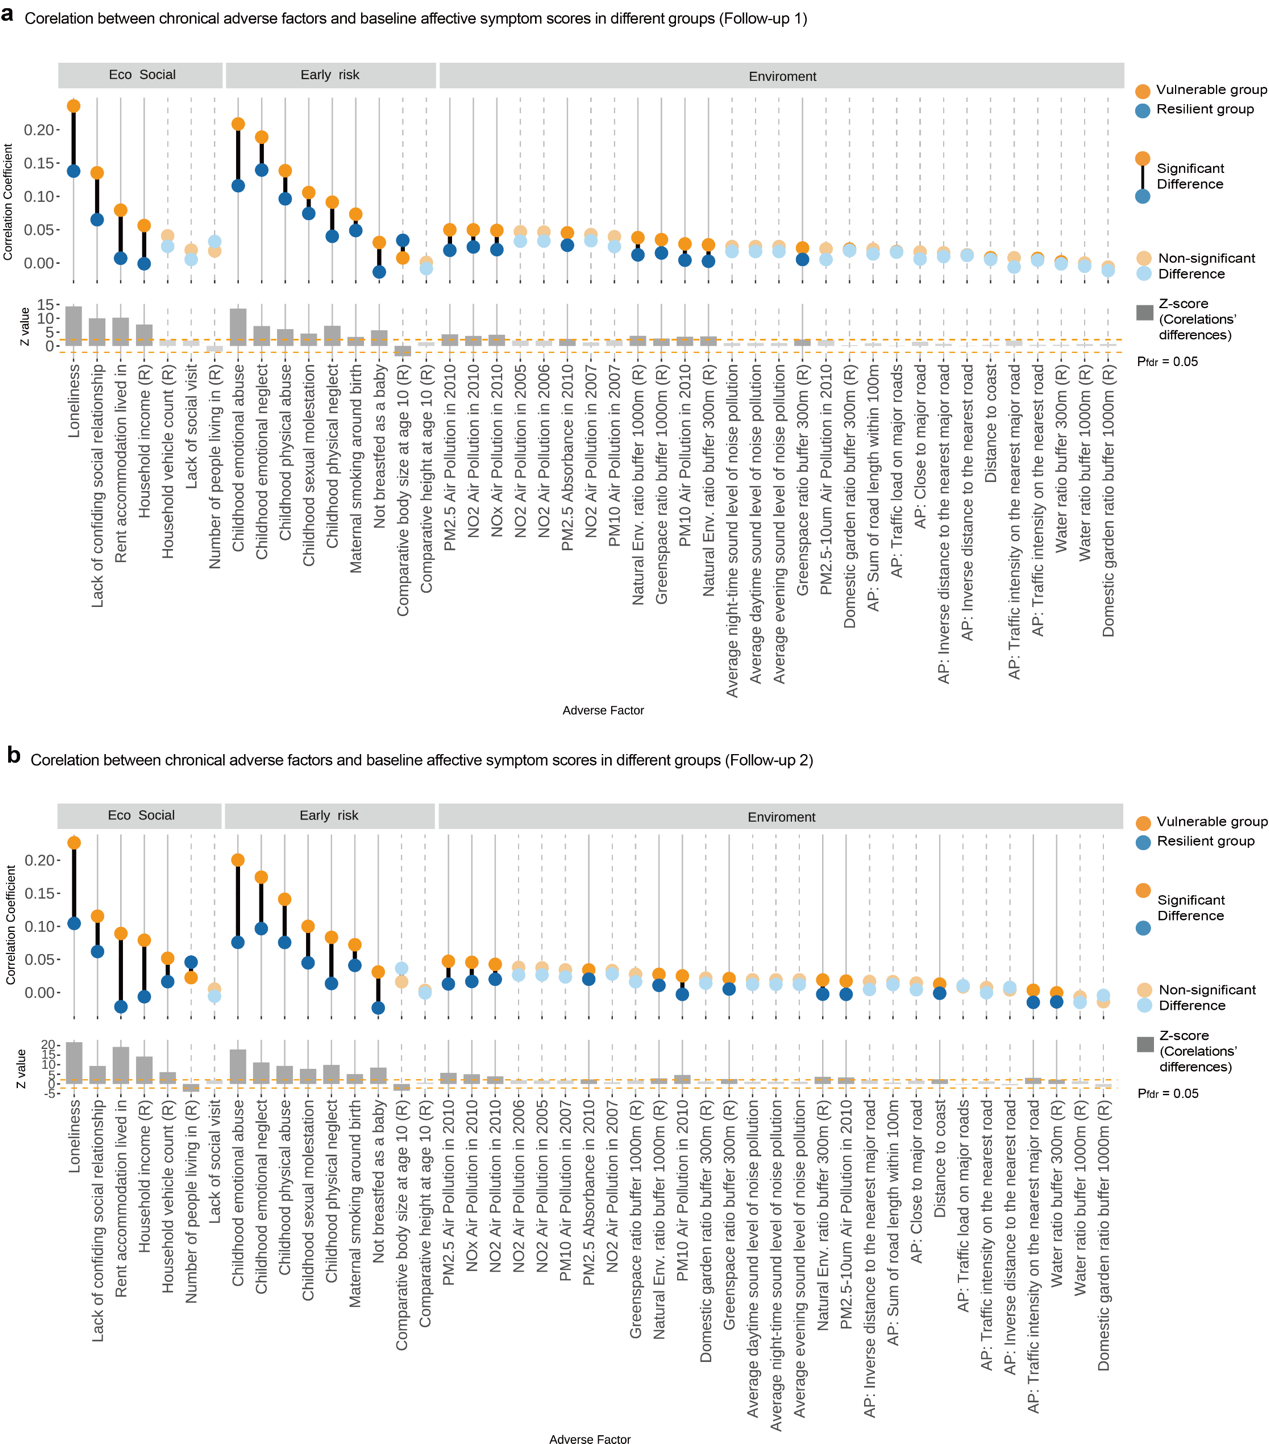 a Corelation between chronical adverse factors and baseline affective symptom scores in different groups (Follow-up 1)
Eco Social
Early risk
Enviroment
Correlation Coefficient
0.20
0.15
0.10
0.05
0.00
Z value
15
10
5
0
Loneliness
Lack of confiding social relationship
Rent accommodation lived in
Household income (R)
Household vehicle count (R)
Lack of social visit
Number of people living in (R)
Childhood emotional abuse
Childhood emotional neglect
Childhood physical abuse
Childhood sexual molestation
Childhood physical neglect
Maternal smoking around birth
Not breastfed as a baby
Comparative body size at age 10 (R)
Comparative height at age 10 (R)
PM2.5 Air Pollution in 2010
NO2 Air Pollution in 2010
NOx Air Pollution in 2010
NO2 Air Pollution in 2005
NO2 Air Pollution in 2006
PM2.5 Absorbance in 2010
NO2 Air Pollution in 2007
PM10 Air Pollution in 2007
Natural Env. ratio buffer 1000m (R)
Greenspace ratio buffer 1000m (R)
PM10 Air Pollution in 2010
Natural Env. ratio buffer 300m (R)
Average night-time sound level of noise pollution
Average daytime sound level of noise pollution
Average evening sound level of noise pollution
Greenspace ratio buffer 300m (R)
PM2.5-10um Air Pollution in 2010
Domestic garden ratio buffer 300m (R)
AP: Sum of road length within 100m
AP: Traffic load on major roads
AP: Close to major road
AP: Inverse distance to the nearest major road
AP: Inverse distance to the nearest road
Distance to coast
AP: Traffic intensity on the nearest major road
AP: Traffic intensity on the nearest road
Water ratio buffer 300m (R)
Water ratio buffer 1000m (R)
Domestic garden ratio buffer 1000m (R)
Adverse Factor
Vulnerable group
Resilient group
Significant
Difference
Non-significant
Difference
Z-score
(Corelations’
differences)
Pfdr = 0.05
b Corelation between chronical adverse factors and baseline affective symptom scores in different groups (Follow-up 2)
Eco Social
Early risk
Enviroment
Correlation Coefficient
0.20
0.15
0.10
0.05
0.00
Z value
20
15
10
5
0
-5
Loneliness
Lack of confiding social relationship
Rent accommodation lived in
Household income (R)
Household vehicle count (R)
Number of people living in (R)
Lack of social visit
Childhood emotional abuse
Childhood emotional neglect
Childhood physical abuse
Childhood sexual molestation
Childhood physical neglect
Maternal smoking around birth
Not breastfed as a baby
Comparative body size at age 10 (R)
Comparative height at age 10 (R)
PM2.5 Air Pollution in 2010
NOx Air Pollution in 2010
NO2 Air Pollution in 2010
NO2 Air Pollution in 2006
NO2 Air Pollution in 2005
PM10 Air Pollution in 2007
PM2.5 Absorbance in 2010
NO2 Air Pollution in 2007
Greenspace ratio buffer 1000m (R)
Natural Env. ratio buffer 1000m (R)
PM10 Air Pollution in 2010
Domestic garden ratio buffer 300m (R)
Greenspace ratio buffer 300m (R)
Average daytime sound level of noise pollution
Average night-time sound level of noise pollution
Average evening sound level of noise pollution
Natural Env. ratio buffer 300m (R)
PM2.5-10um Air Pollution in 2010
AP: Inverse distance to the nearest major road
AP: Sum of road length within 100m
AP: Close to major road
Distance to coast
AP: Traffic load on major roads
AP: Traffic intensity on the nearest road
AP: Inverse distance to the nearest road
AP: Traffic intensity on the nearest major road
Water ratio buffer 300m (R)
Water ratio buffer 1000m (R)
Domestic garden ratio buffer 1000m (R)
Adverse Factor
Vulnerable group
Resilient group
Significant
Difference
Non-significant
Difference
Z-score
(Corelations’
differences)
Pfdr = 0.05